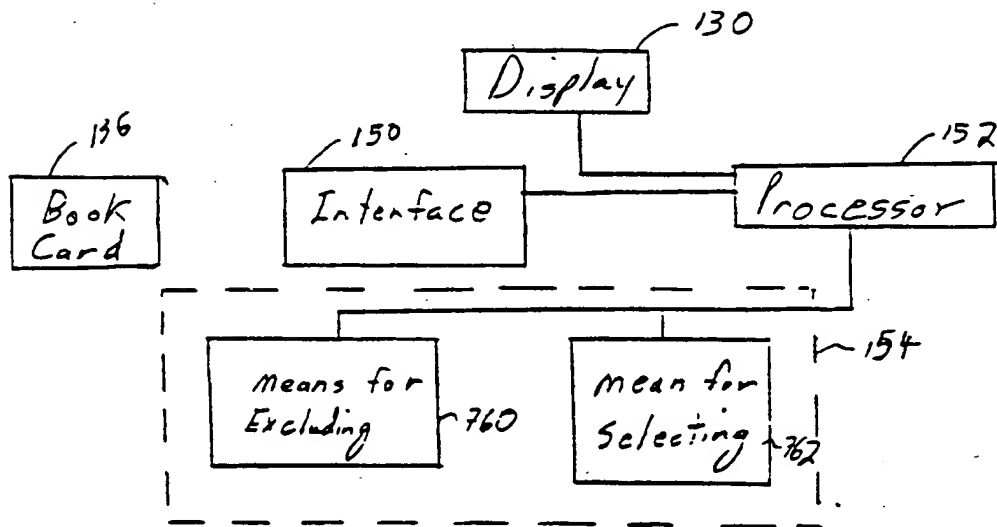 130
Display
136
Book
Card
150
Interface
152
Processor
154
means for
Excluding
760
mean for
Selecting
762